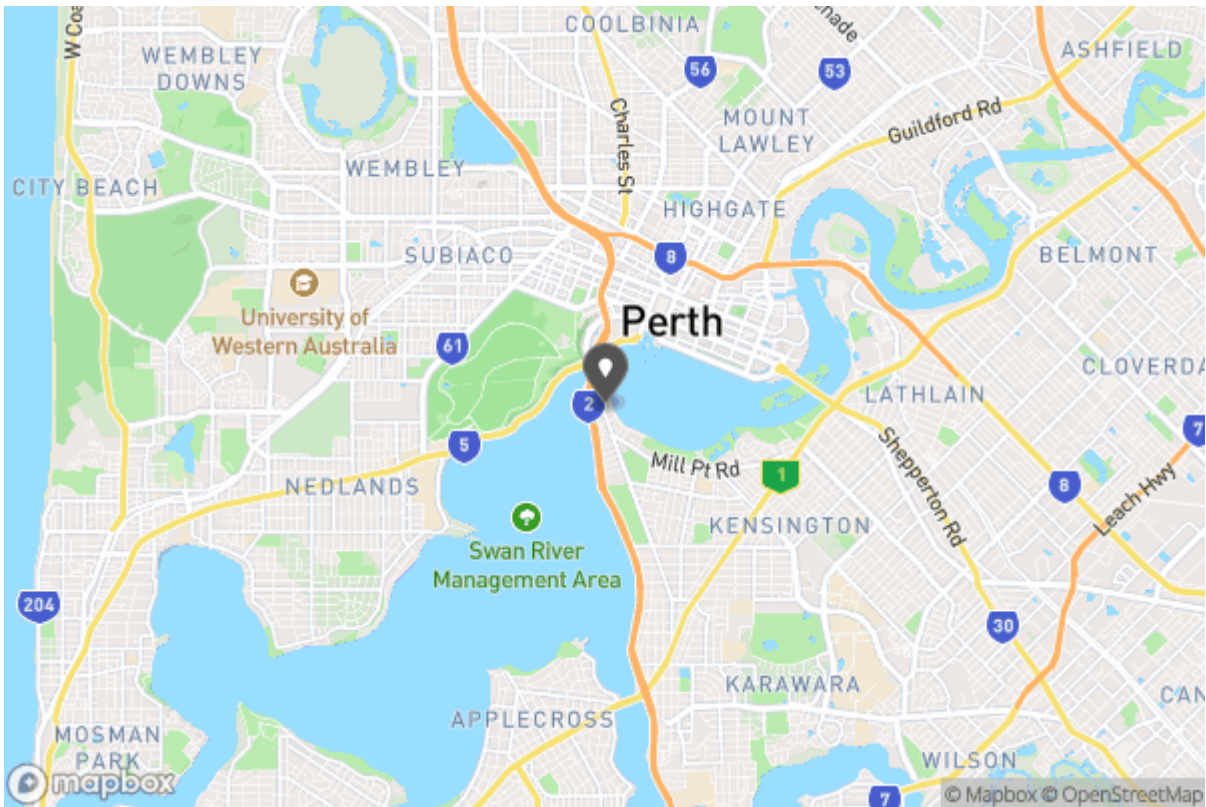 W Coa
COOLBINIA
enade
ASHFIELD
WEMBLEY
DOWNS
56
53
Charles St
MOUNT
LAWLEY
Guildford Rd
WEMBLEY
CITY BEACH
HIGHGATE
SUBIACO
8
BELMONT
University of
Western Australia
Perth
61
CLOVERDA
2
LATHLAIN
5
Shepperton Rd
7
Mill Pt Rd
1
8
Leach Hwy
NEDLANDS
KENSINGTON
Swan River
Management Area
204
30
KARAWARA
CAN
APPLECROSS
MOSMAN
PARK
WILSON
mapbox
7
© Mapbox © OpenStreetMap